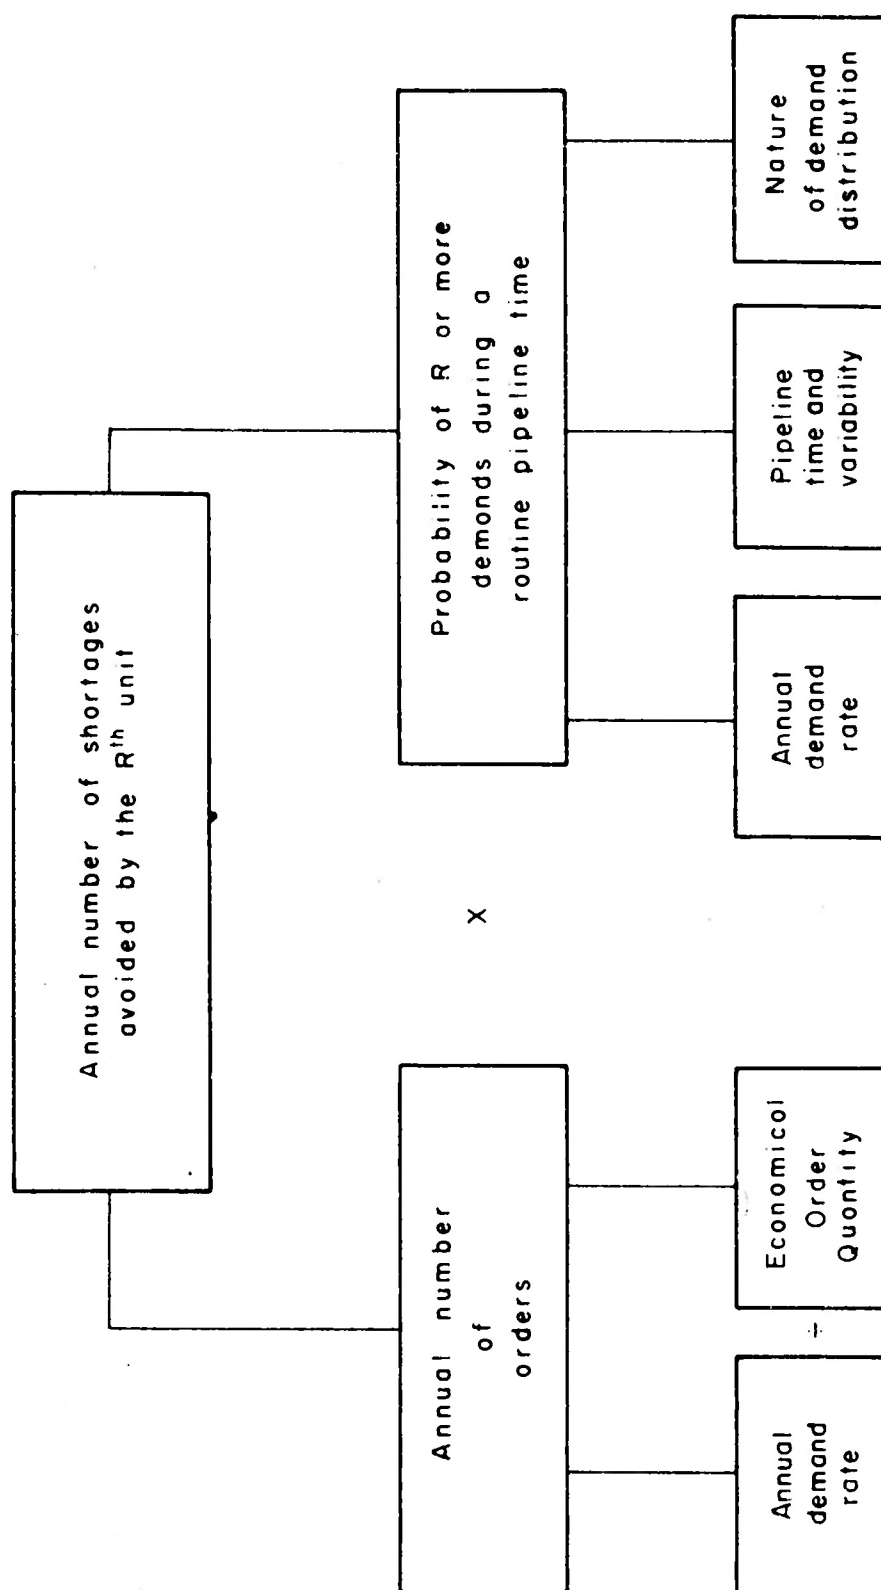 Annual number of shortages
avoided by the Rth unit
Annual number
of
orders
X
Probability of R or more
demands during a
routine pipeline time
Annual
demand
rate
÷
Economical
Order
Quantity
Annual
demand
rate
Pipeline
time and
variability
Nature
of demand
distribution